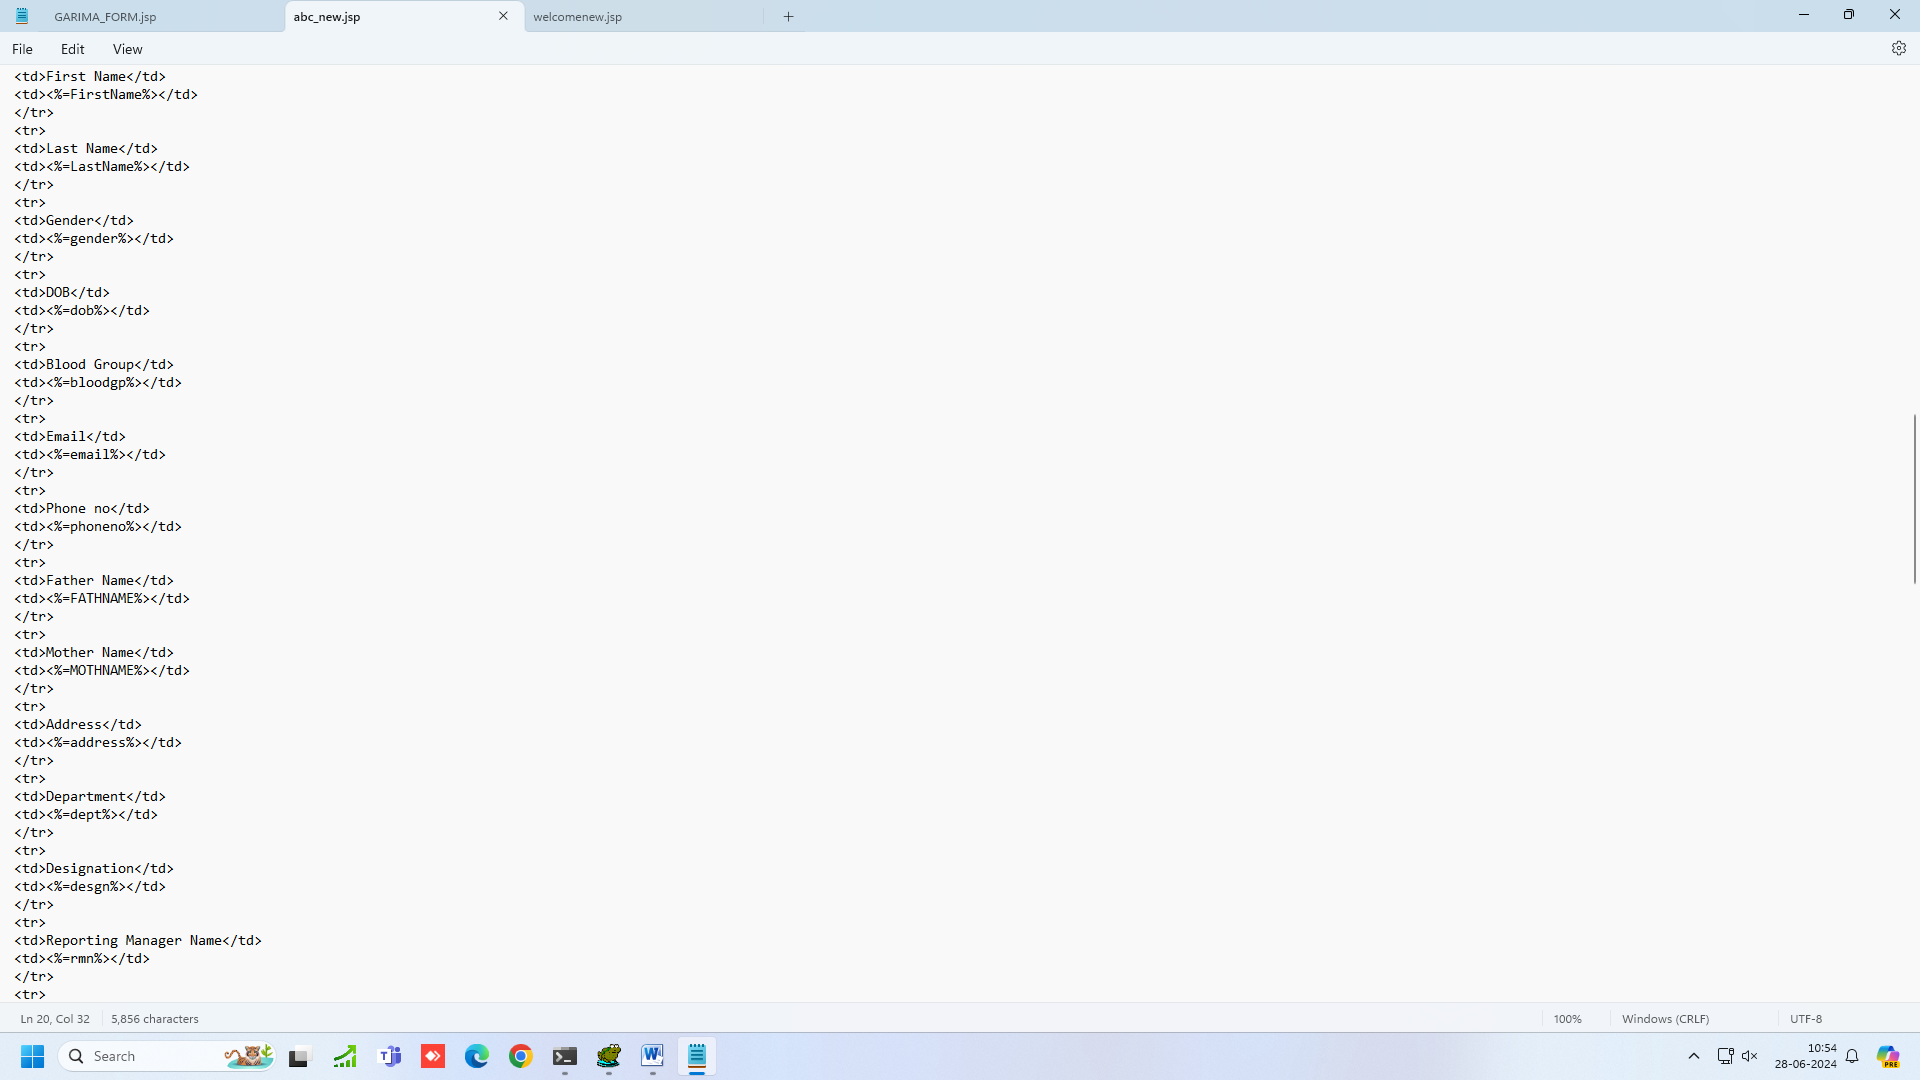 GARIMA_FORM.jsp
abc_new.jsp
welcomenew.jsp
File Edit View
<td>First Name</td>
<td><%=FirstName%></td>
</tr>
<tr>
<td>Last Name</td>
<td><%=LastName%></td>
</tr>
<tr>
<td>Gender</td>
<td><%=gender%></td>
</tr>
<tr>
<td>DOB</td>
<td><%=dob%></td>
</tr>
<tr>
<td>Blood Group</td>
<td><%=bloodgp%></td>
</tr>
<tr>
<td>Email</td>
<td><%=email%></td>
</tr>
<tr>
<td>Phone no</td>
<td><%=phoneno%></td>
</tr>
<tr>
<td>Father Name</td>
<td><%=FATHNAME%></td>
</tr>
<tr>
<td>Mother Name</td>
<td><%=MOTHNAME%></td>
</tr>
<tr>
<td>Address</td>
<td><%=address%></td>
</tr>
<tr>
<td>Department</td>
<td><%=dept%></td>
</tr>
<tr>
<td>Designation</td>
<td><%=desgn%></td>
</tr>
<tr>
<td>Reporting Manager Name</td>
<td><%=rmn%></td>
</tr>
<tr>
Ln 20, Col 32 5,856 characters 100% Windows (CRLF) UTF-8
Search
10:54
28-06-2024
PRE